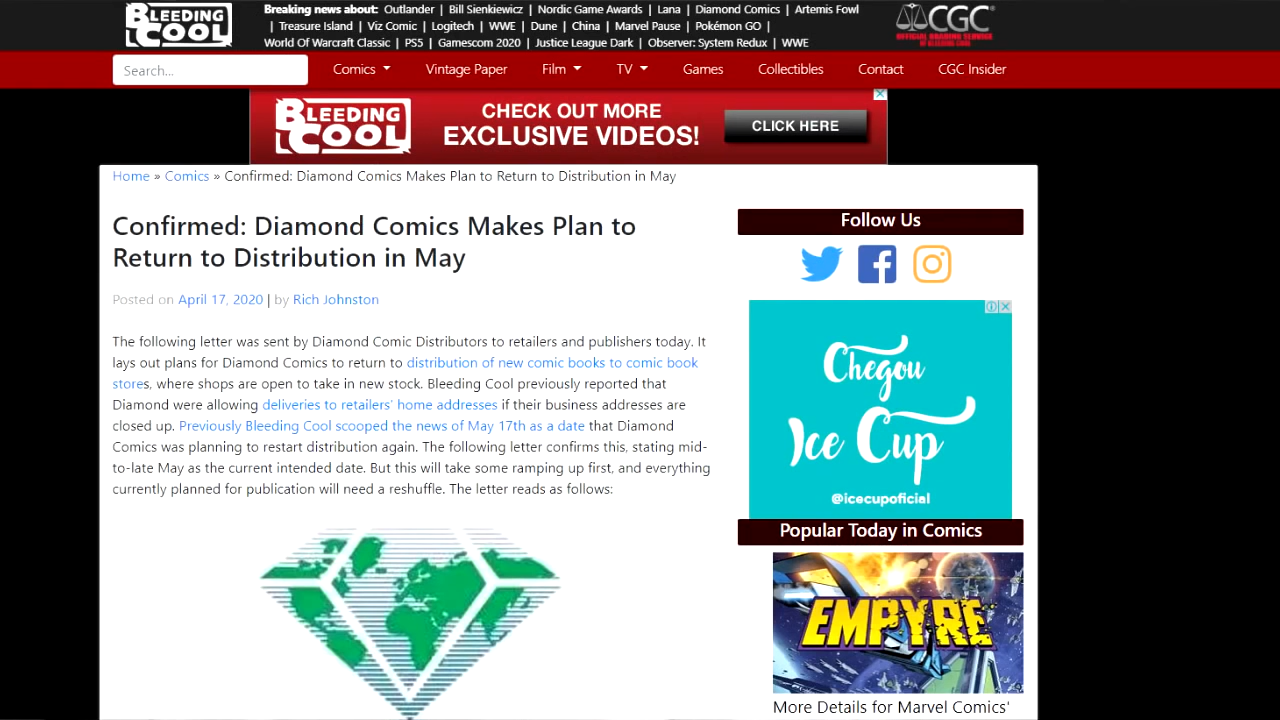 BLEEDING COOL
Breaking news about: Outlander | Bill Sienkiewicz | Nordic Game Awards | Lana | Diamond Comics | Artemis Fowl
| Treasure Island | Viz Comic | Logitech | WWE | Dune | China | Marvel Pause | Pokémon GO |
World Of Warcraft Classic | PS5 | Gamescom 2020 | Justice League Dark | Observer: System Redux | WWE
CGC
OFFICIAL GRADING SERVICE
OF BLEEDING COOL
Search...
Comics
Vintage Paper
Film
TV
Games
Collectibles
Contact
CGC Insider
BLEEDING COOL
CHECK OUT MORE
EXCLUSIVE VIDEOS!
CLICK HERE
Home » Comics » Confirmed: Diamond Comics Makes Plan to Return to Distribution in May
Confirmed: Diamond Comics Makes Plan to
Return to Distribution in May
Posted on April 17, 2020 | by Rich Johnston
The following letter was sent by Diamond Comic Distributors to retailers and publishers today. It
lays out plans for Diamond Comics to return to distribution of new comic books to comic book
stores, where shops are open to take in new stock. Bleeding Cool previously reported that
Diamond were allowing deliveries to retailers' home addresses if their business addresses are
closed up. Previously Bleeding Cool scooped the news of May 17th as a date that Diamond
Comics was planning to restart distribution again. The following letter confirms this, stating mid-
to-late May as the current intended date. But this will take some ramping up first, and everything
currently planned for publication will need a reshuffle. The letter reads as follows:
Follow Us
Chegou
Ice Cup
@icecupoficial
Popular Today in Comics
EMPYRE
More Details for Marvel Comics'